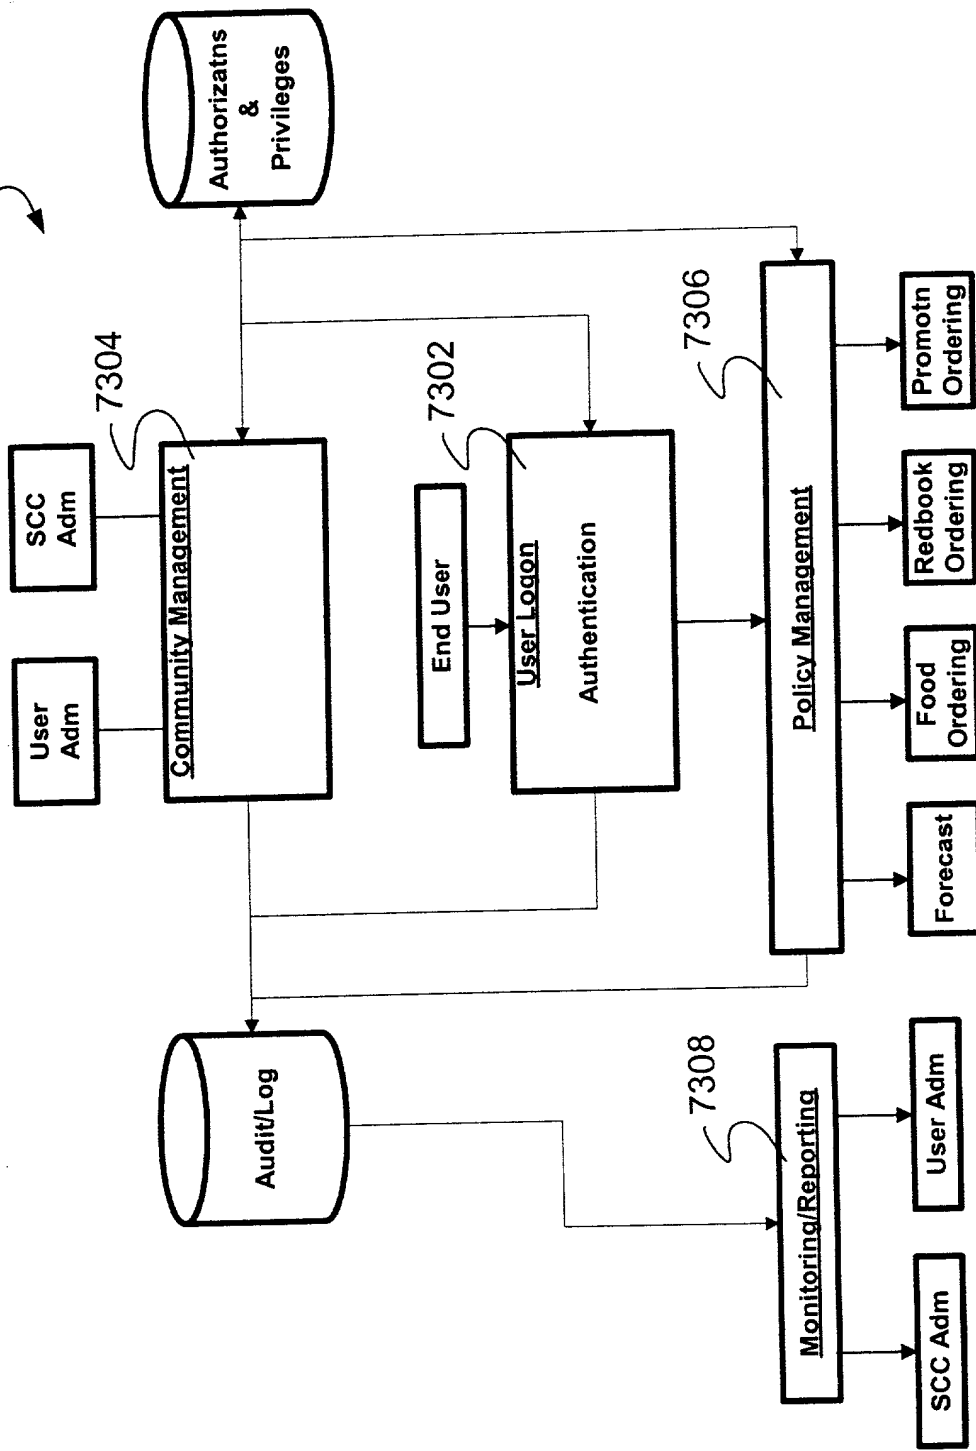 User
Adm
SCC
Adm
7304
Community Management
Audit/Log
Authorizatns
&
Privileges
End User
7302
User Logon
Authentication
7308
7306
Monitoring/Reporting
Policy Management
SCC Adm
User Adm
Forecast
Food
Ordering
Redbook
Ordering
Promotn
Ordering